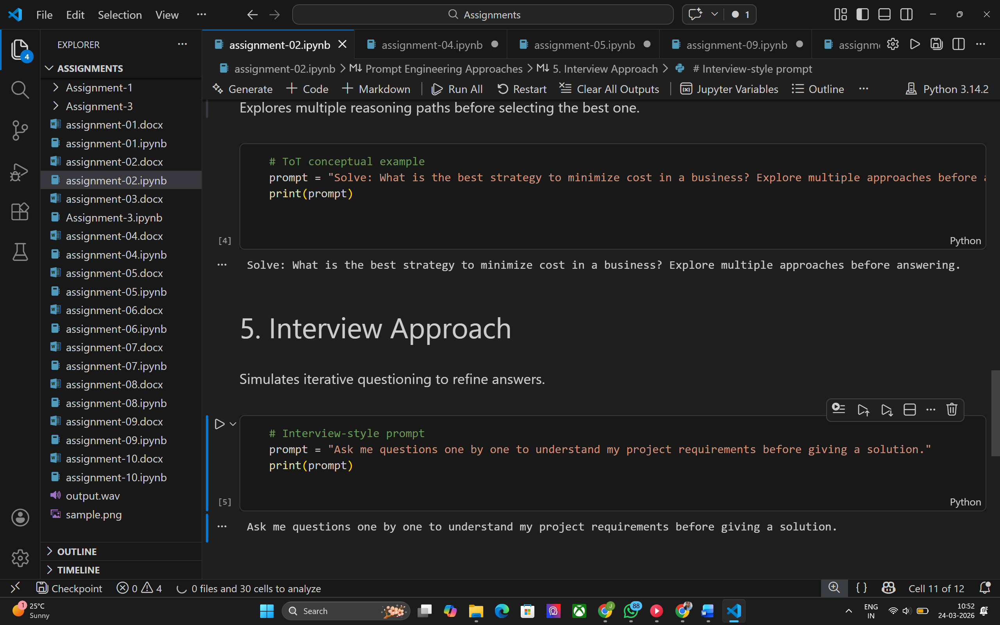 File Edit Selection View ··· Assignments 1
EXPLORER ···
4
ASSIGNMENTS
Assignment-1
Assignment-3
assignment-01.docx
assignment-01.ipynb
assignment-02.docx
assignment-02.ipynb
assignment-03.docx
Assignment-3.ipynb
assignment-04.docx
assignment-04.ipynb
assignment-05.docx
assignment-05.ipynb
assignment-06.docx
assignment-06.ipynb
assignment-07.docx
assignment-07.ipynb
assignment-08.docx
assignment-08.ipynb
assignment-09.docx
assignment-09.ipynb
assignment-10.docx
assignment-10.ipynb
output.wav
sample.png
OUTLINE
TIMELINE
assignment-02.ipynb assignment-04.ipynb assignment-05.ipynb assignment-09.ipynb
assignment-02.ipynb > M↓ Prompt Engineering Approaches > M↓ 5. Interview Approach > # Interview-style prompt
Generate + Code + Markdown | Run All Restart Clear All Outputs | Jupyter Variables Outline ··· Python 3.14.2
Explores multiple reasoning paths before selecting the best one.
# ToT conceptual example
prompt = "Solve: What is the best strategy to minimize cost in a business? Explore multiple approaches before
print(prompt)
[4] Python
··· Solve: What is the best strategy to minimize cost in a business? Explore multiple approaches before answering.
5. Interview Approach
Simulates iterative questioning to refine answers.
# Interview-style prompt
prompt = "Ask me questions one by one to understand my project requirements before giving a solution."
print(prompt)
[5] Python
··· Ask me questions one by one to understand my project requirements before giving a solution.
Checkpoint 0 4 0 files and 30 cells to analyze { } Cell 11 of 12
1 25°C
Sunny
Search
88
J
ENG
IN
10:52
24-03-2026